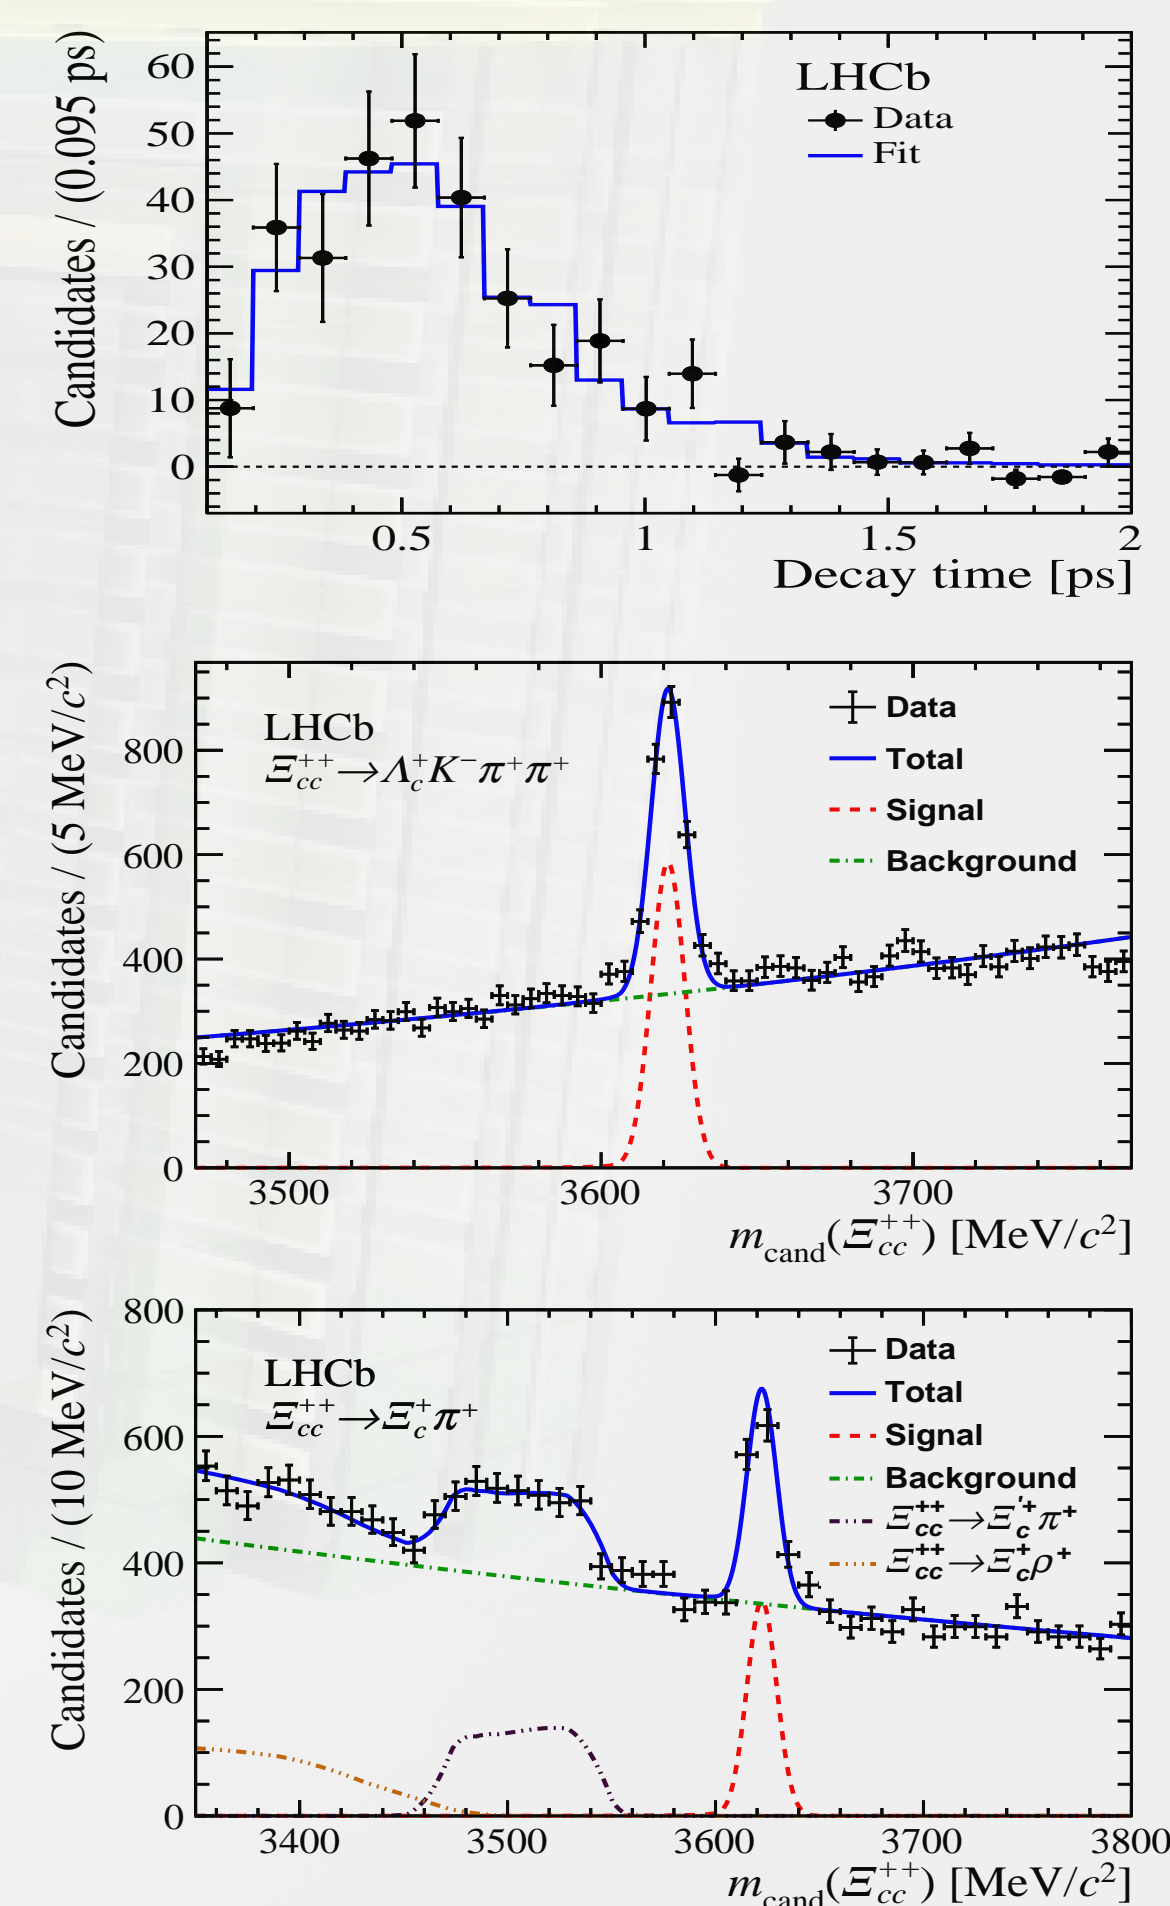 Candidates / (0.095 ps)
60
50
40
30
20
10
0
LHCb
Data
Fit
0.5
1
1.5
2
Decay time [ps]
Candidates / (5 MeV/c²)
800
600
400
200
0
LHCb
Ξcc⁺⁺→Λc⁺K⁻π⁺π⁺
Data
Total
Signal
Background
3500
3600
3700
m_cand(Ξcc⁺⁺) [MeV/c²]
Candidates / (10 MeV/c²)
800
600
400
200
0
LHCb
Ξcc⁺⁺→Ξc⁺π⁺
Data
Total
Signal
Background
Ξcc⁺⁺→Ξc'⁺π⁺
Ξcc⁺⁺→Ξc⁺ρ⁺
3400
3500
3600
3700
3800
m_cand(Ξcc⁺⁺) [MeV/c²]